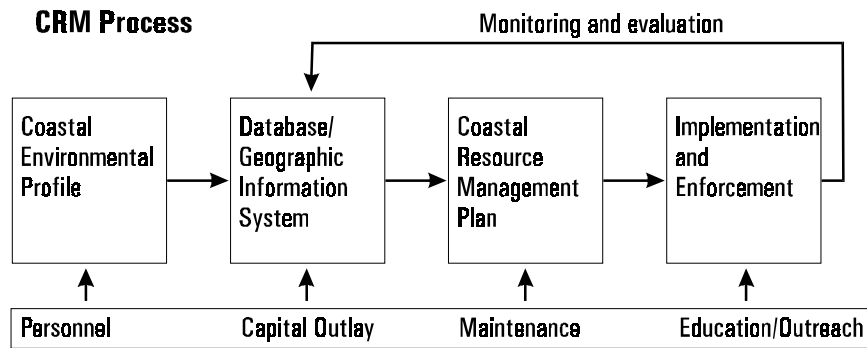 CRM Process
Monitoring and evaluation
Coastal
Environmental
Profile
Database/
Geographic
Information
System
Coastal
Resource
Management
Plan
Implementation
and
Enforcement
Personnel
Capital Outlay
Maintenance
Education/Outreach